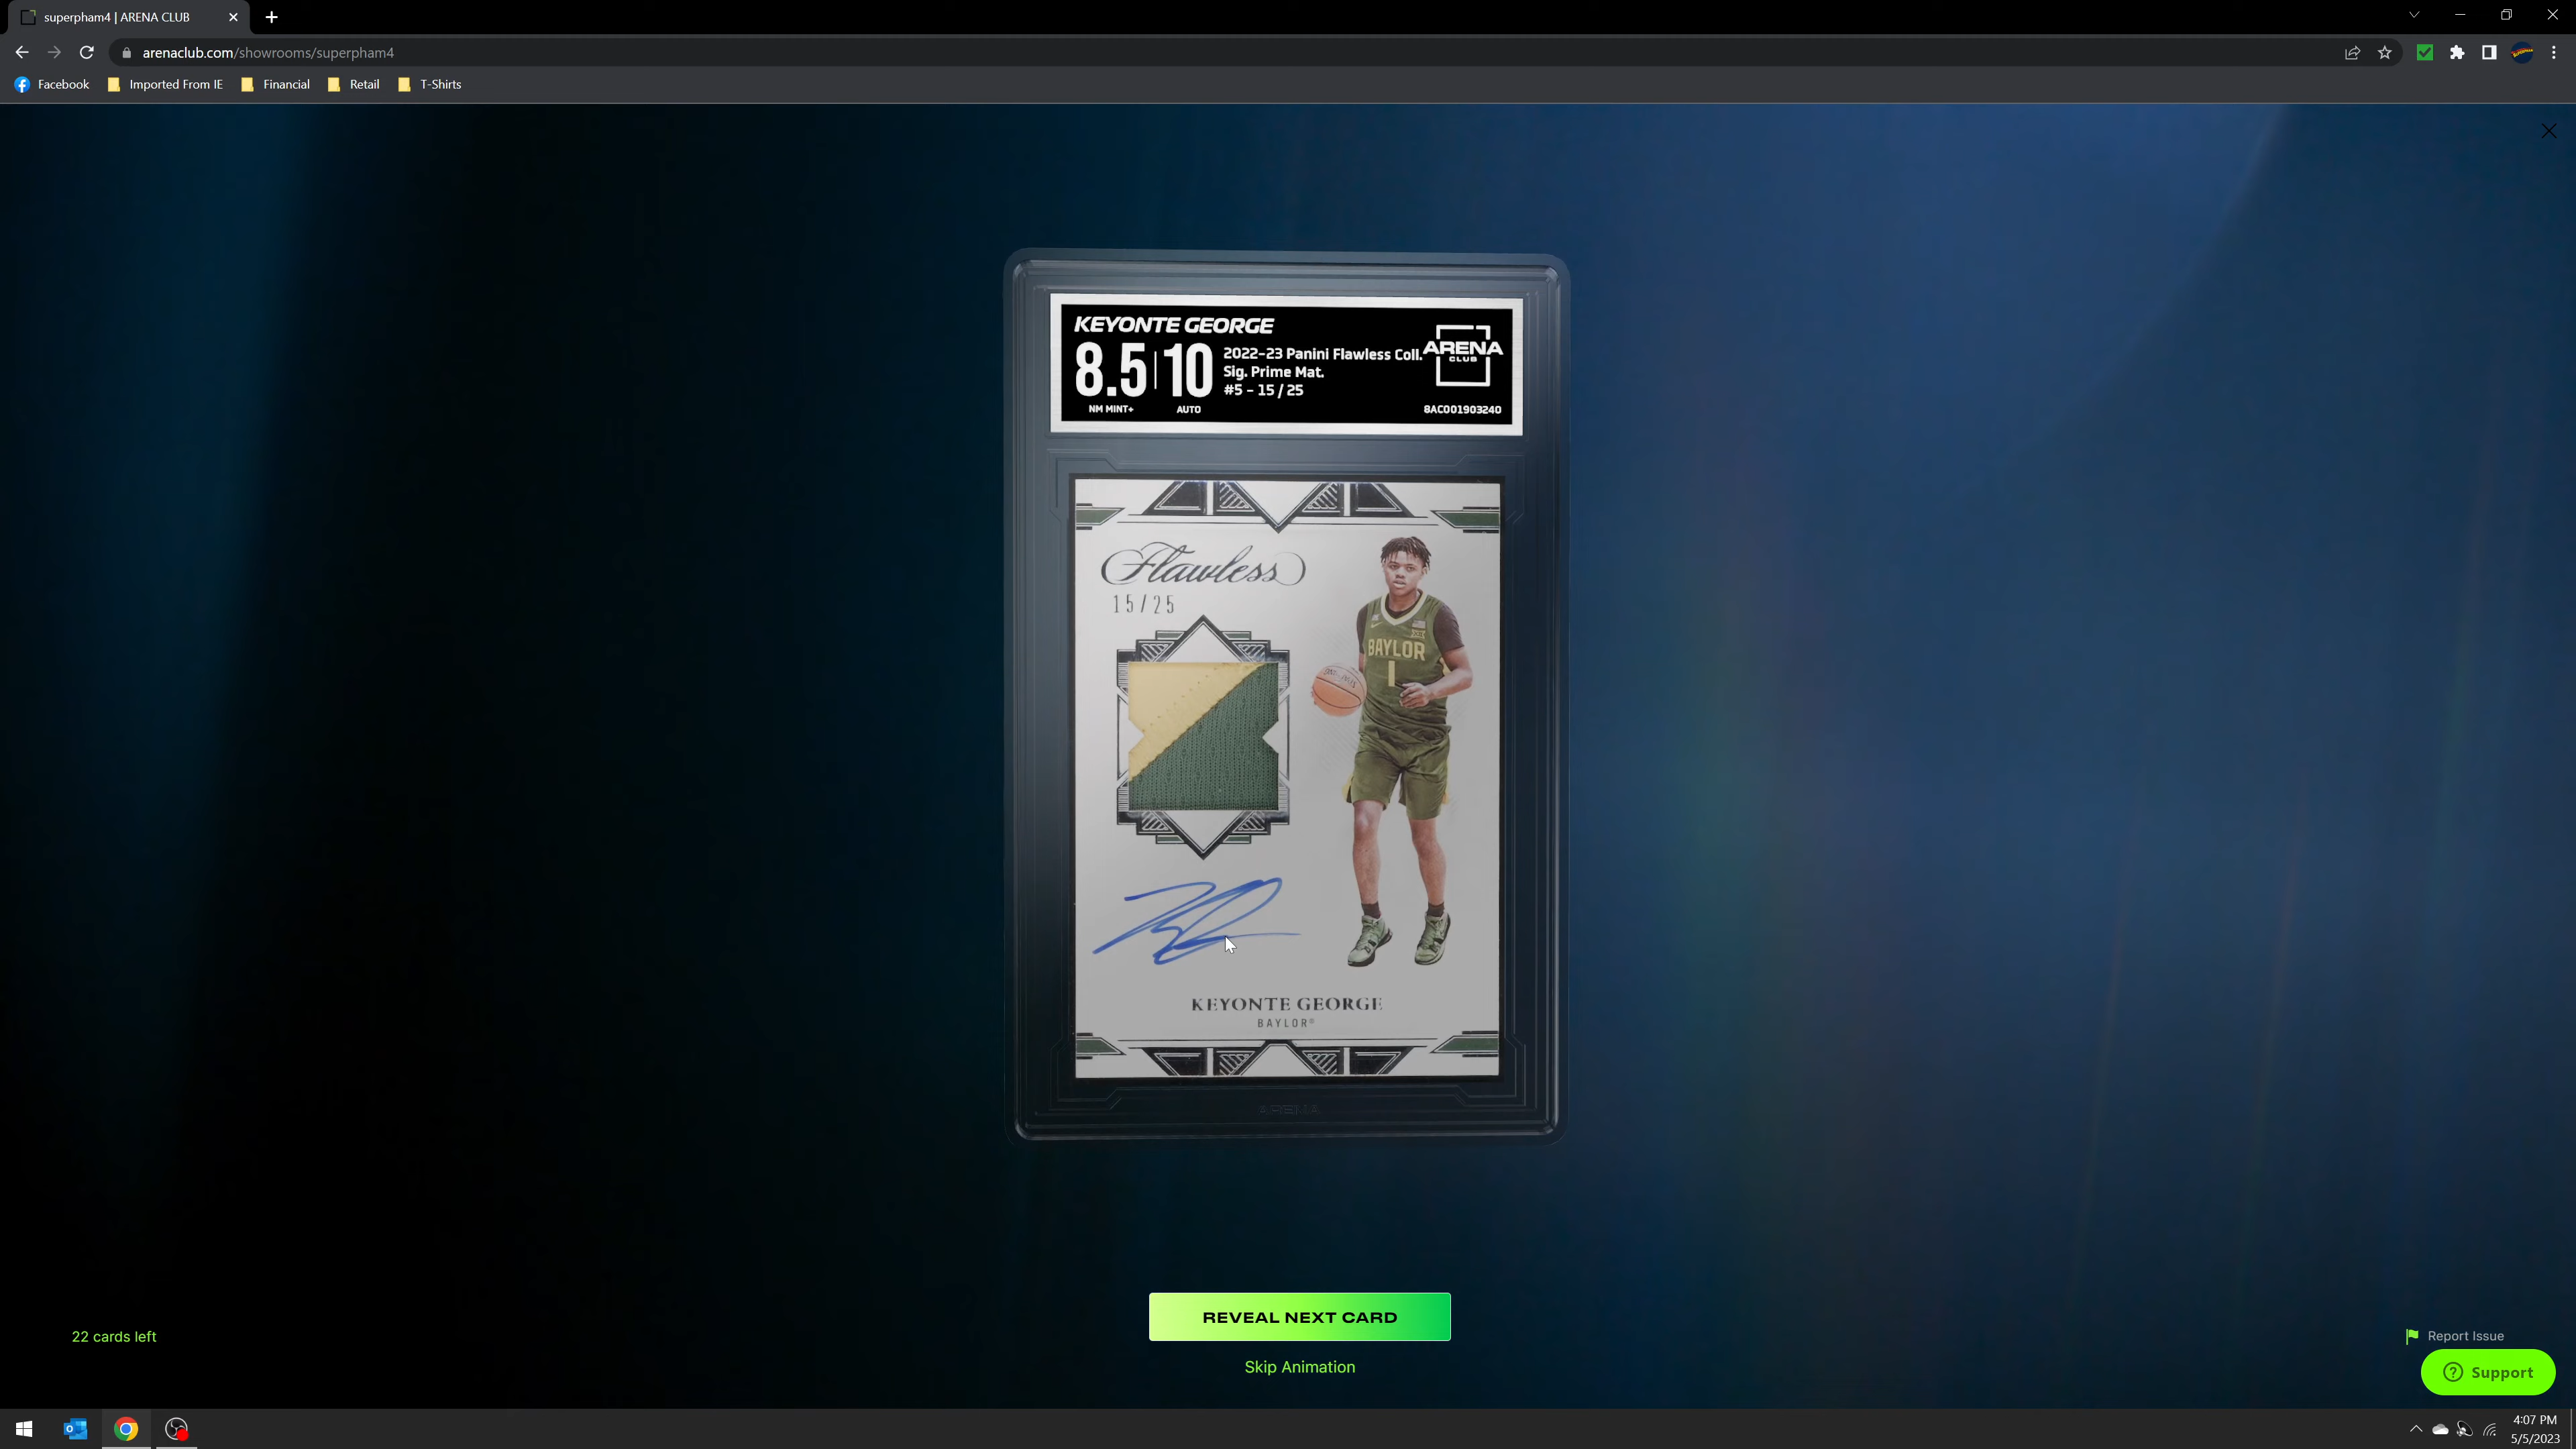 superpham4 | ARENA CLUB
arenaclub.com/showrooms/superpham4
Facebook
Imported From IE
Financial
Retail
T-Shirts
KEYONTE GEORGE
8.5 | 10
NM MINT+ AUTO
2022-23 Panini Flawless Coll.
Sig. Prime Mat.
#5 - 15 / 25
ARENA
CLUB
8AC001903240
Flawless
15/25
BAYLOR
1
KEYONTE GEORGE
BAYLOR®
ARENA
REVEAL NEXT CARD
Skip Animation
22 cards left
Report Issue
Support
4:07 PM
5/5/2023